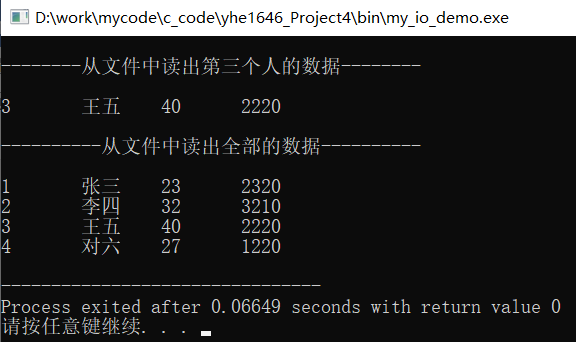 D:\work\mycode\c_code\yhe1646_Project4\bin\my_io_demo.exe
--------从文件中读出第三个人的数据--------
3 王五 40 2220
----------从文件中读出全部的数据----------
1 张三 23 2320
2 李四 32 3210
3 王五 40 2220
4 对六 27 1220
--------------------------------
Process exited after 0.06649 seconds with return value 0
请按任意键继续. . .